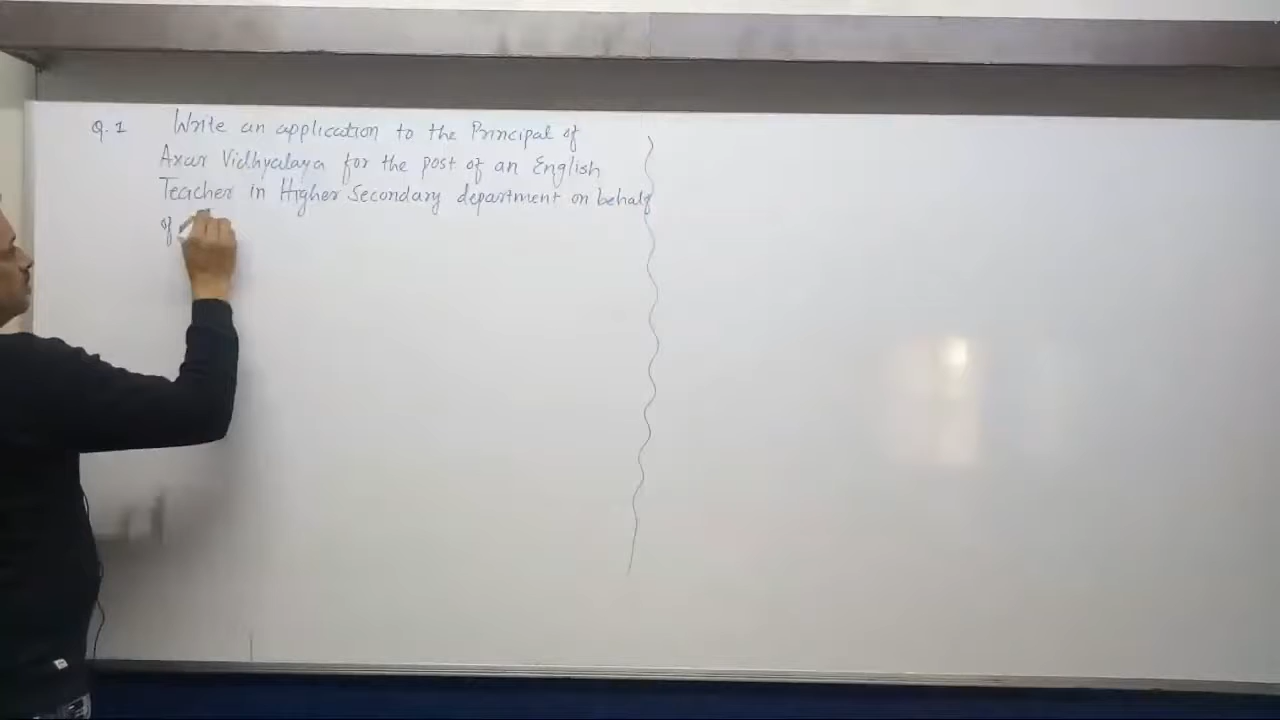 Q.1 Write an application to the Principal of
Axar Vidhyalaya for the post of an English
Teacher in Higher Secondary department on behalf
of